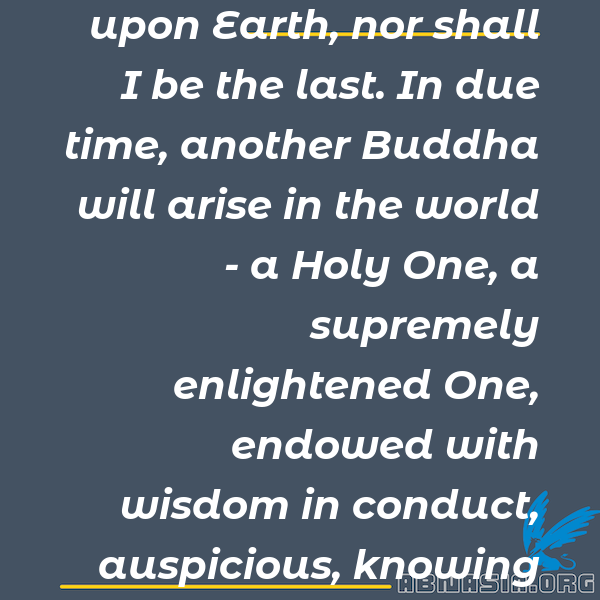 upon Earth, nor shall
I be the last. In due
time, another Buddha
will arise in the world
- a Holy One, a
supremely
enlightened One,
endowed with
wisdom in conduct,
auspicious, knowing
ABMASIR.ORG